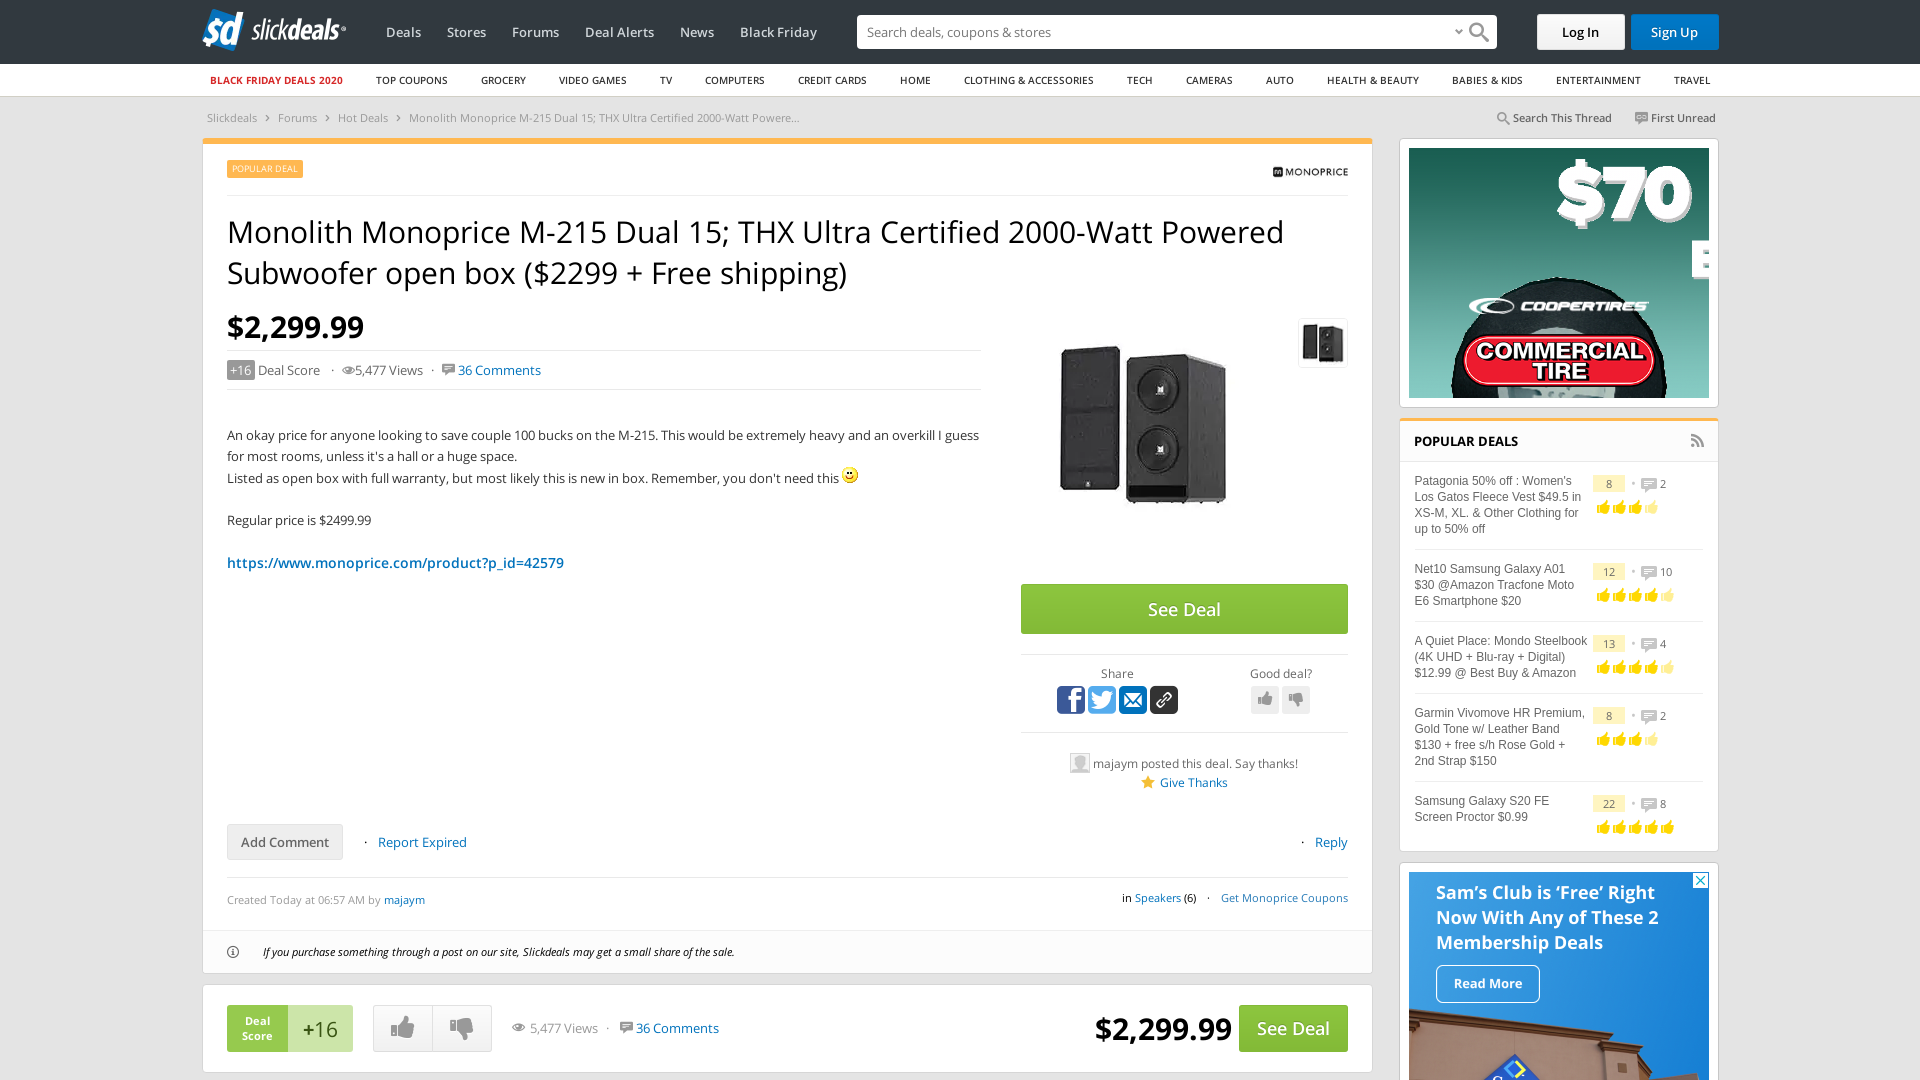 sd slickdeals
Deals Stores Forums Deal Alerts News Black Friday
Search deals, coupons & shops
Log In Sign Up
BLACK FRIDAY DEALS 2020 TOP COUPONS GROCERY VIDEO GAMES TV COMPUTERS CREDIT CARDS HOME CLOTHING & ACCESSORIES TECH CAMERAS AUTO HEALTH & BEAUTY BABIES & KIDS ENTERTAINMENT TRAVEL
Slickdeals › Forums › Hot Deals › Monolith Monoprice M-215 Dual 15; THX Ultra Certified 2000-Watt Powere...
Search This Thread First Unread
POPULAR DEAL
MONOPRICE
Monolith Monoprice M-215 Dual 15; THX Ultra Certified 2000-Watt Powered
Subwoofer open box ($2299 + Free shipping)
$2,299.99
+16 Deal Score · 5,477 Views · 36 Comments
An okay price for anyone looking to save couple 100 bucks on the M-215. This would be extremely heavy and an overkill I guess
for most rooms, unless it's a hall or a huge space.
Listed as open box with full warranty, but most likely this is new in box. Remember, you don't need this
Regular price is $2499.99
https://www.monoprice.com/product?p_id=42579
See Deal
Share
Good deal?
majaym posted this deal. Say thanks!
Give Thanks
Add Comment · Report Expired
· Reply
Created Today at 06:57 AM by majaym
in Speakers (6) · Get Monoprice Coupons
If you purchase something through a post on our site, Slickdeals may get a small share of the sale.
Deal
Score
+16
5,477 Views · 36 Comments
$2,299.99
See Deal
$70
COOPERTIRES
COMMERCIAL
TIRE
POPULAR DEALS
Patagonia 50% off : Women's
Los Gatos Fleece Vest $49.5 in
XS-M, XL. & Other Clothing for
up to 50% off
8 • 2
Net10 Samsung Galaxy A01
$30 @Amazon Tracfone Moto
E6 Smartphone $20
12 • 10
A Quiet Place: Mondo Steelbook
(4K UHD + Blu-ray + Digital)
$12.99 @ Best Buy & Amazon
13 • 4
Garmin Vivomove HR Premium,
Gold Tone w/ Leather Band
$130 + free s/h Rose Gold +
2nd Strap $150
8 • 2
Samsung Galaxy S20 FE
Screen Proctor $0.99
22 • 8
Sam's Club is 'Free' Right
Now With Any of These 2
Membership Deals
Read More